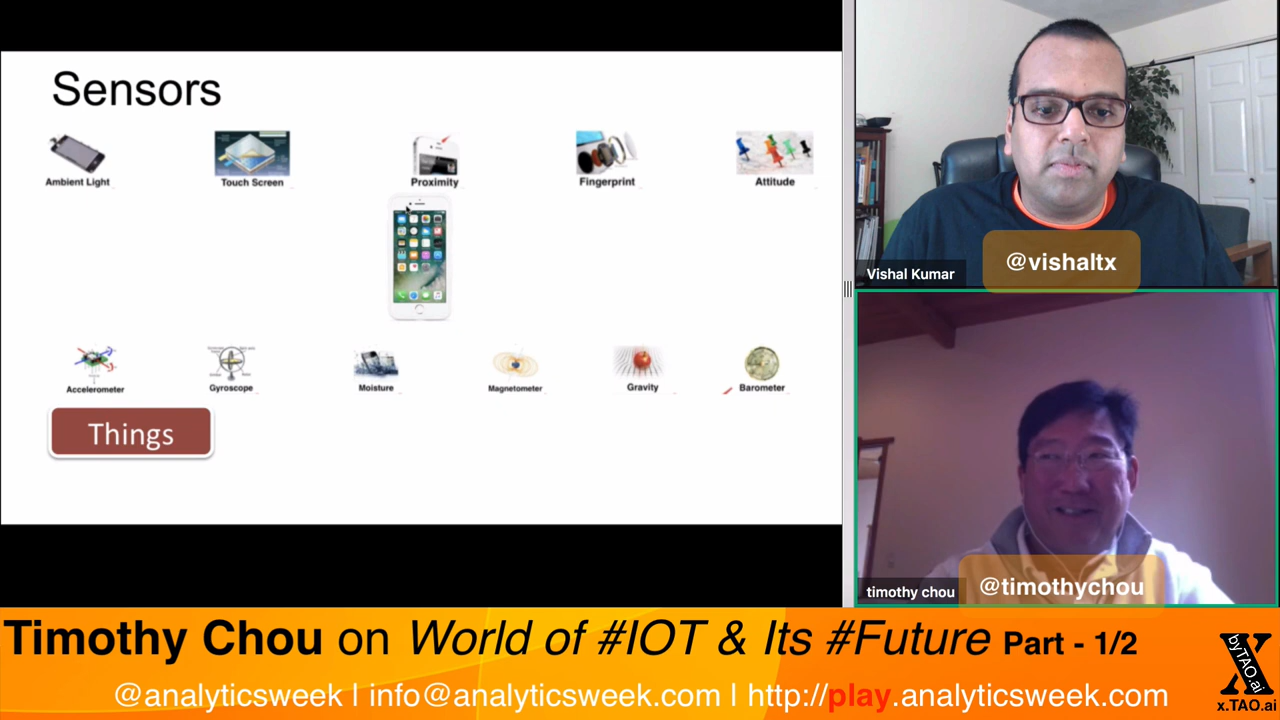 Sensors
Ambient Light
Touch Screen
Proximity
Fingerprint
Attitude
Accelerometer
Gyroscope
Moisture
Magnetometer
Gravity
Barometer
Things
Vishal Kumar
@vishaltx
timothy chou
@timothychou
Timothy Chou on World of #IOT & Its #Future Part - 1/2
@analyticsweek | info@analyticsweek.com | http://play.analyticsweek.com
X
byTAO.ai
x.TAO.ai